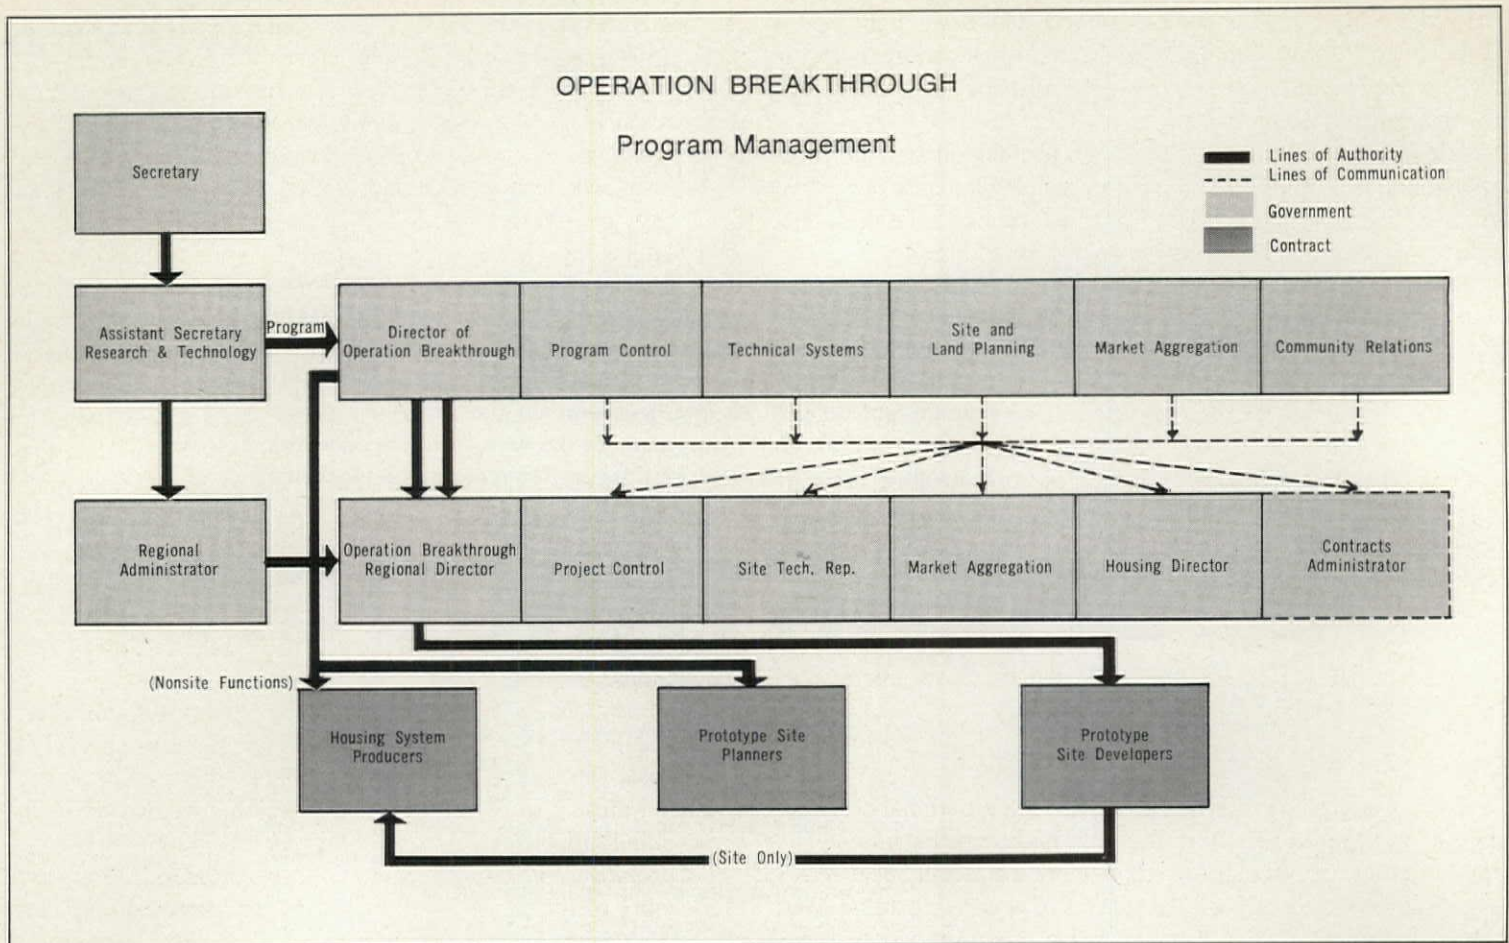 OPERATION BREAKTHROUGH
Program Management
Lines of Authority
Lines of Communication
Government
Contract
Secretary
Assistant Secretary
Research & Technology
Program
Director of
Operation Breakthrough
Program Control
Technical Systems
Site and
Land Planning
Market Aggregation
Community Relations
Regional
Administrator
Operation Breakthrough
Regional Director
Project Control
Site Tech. Rep.
Market Aggregation
Housing Director
Contracts
Administrator
(Nonsite Functions)
Housing System
Producers
Prototype Site
Planners
Prototype
Site Developers
(Site Only)